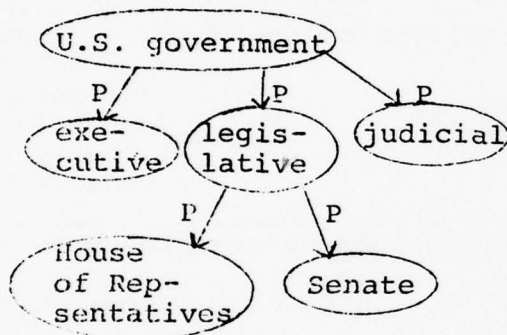 U.S. government
P P P
exe-
cutive
legis-
lative
judicial
P P
House
of Rep-
sentatives
Senate